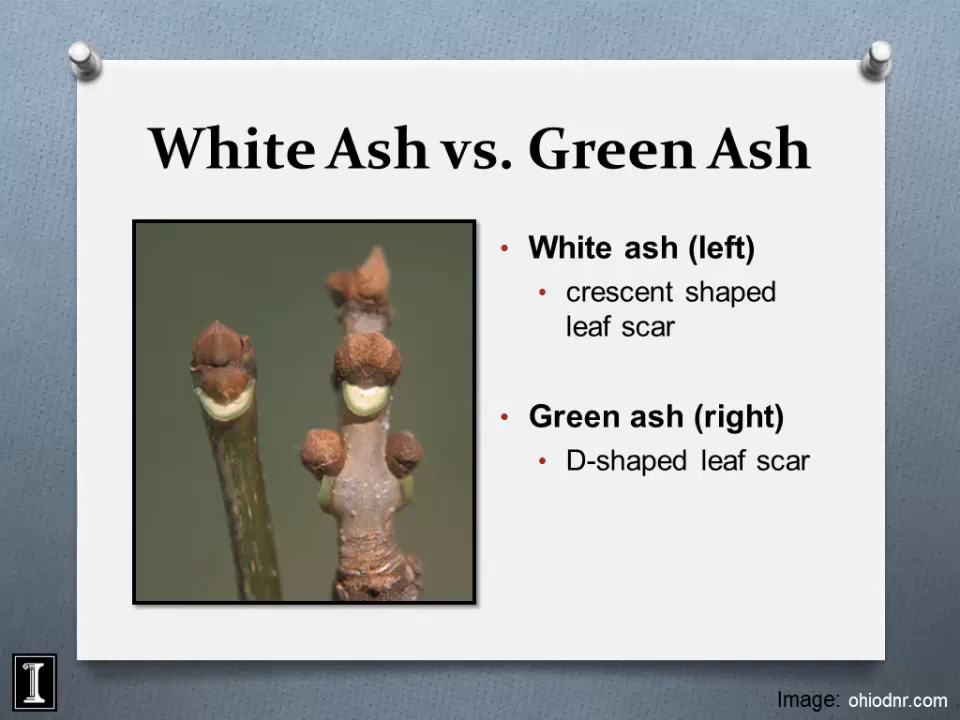 White Ash vs. Green Ash
• White ash (left)
• crescent shaped
leaf scar
• Green ash (right)
• D-shaped leaf scar
I
Image: ohiodnr.com